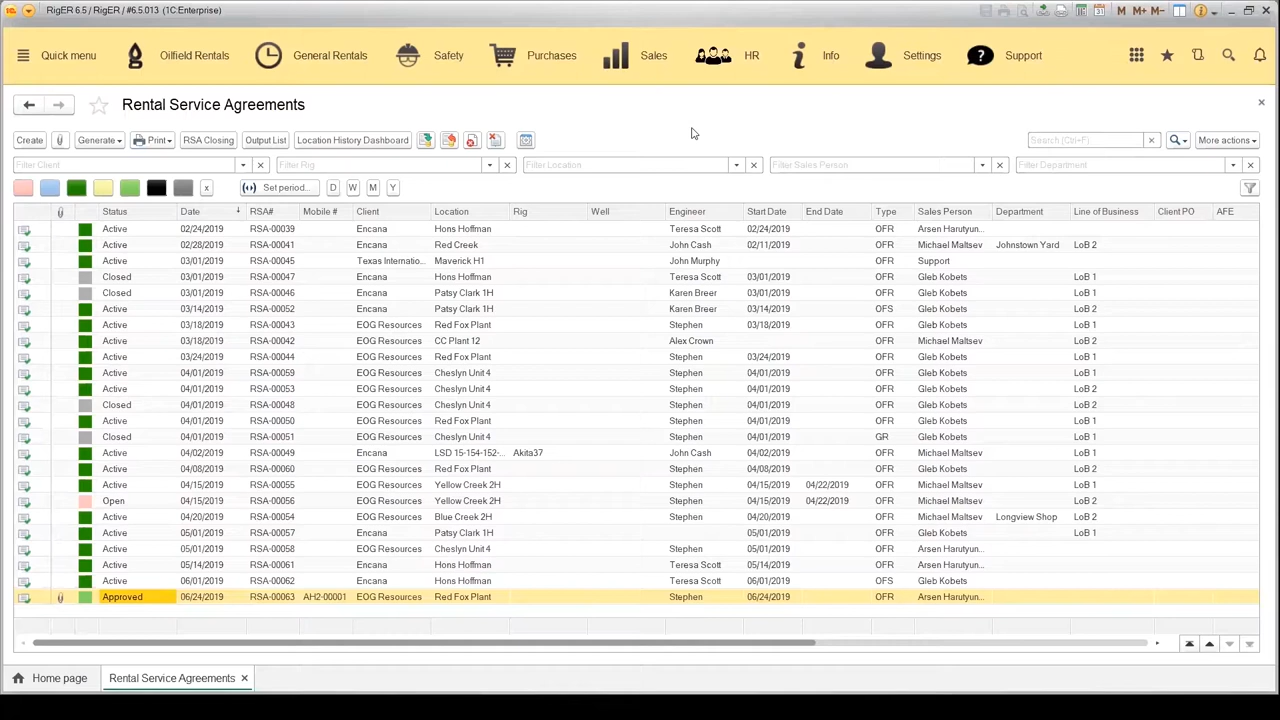 RigER 6.5 / RigER / #6.5.013 (1C:Enterprise)
M M+ M−
Quick menu Oilfield Rentals General Rentals Safety Purchases Sales HR Info Settings Support
Rental Service Agreements
Create Generate Print RSA Closing Output List Location History Dashboard Search (Ctrl+F) More actions
Filter Client Filter Rig Filter Location Filter Sales Person Filter Department
x Set period... D W M Y
Status Date RSA# Mobile # Client Location Rig Well Engineer Start Date End Date Type Sales Person Department Line of Business Client PO AFE
Active 02/24/2019 RSA-00039 Encana Hons Hoffman Teresa Scott 02/24/2019 OFR Arsen Harutyun...
Active 02/28/2019 RSA-00041 Encana Red Creek John Cash 02/11/2019 OFR Michael Maltsev Johnstown Yard LoB 2
Active 03/01/2019 RSA-00045 Texas Internatio... Maverick H1 John Murphy OFR Support
Closed 03/01/2019 RSA-00047 Encana Hons Hoffman Teresa Scott 03/01/2019 OFR Gleb Kobets LoB 1
Closed 03/01/2019 RSA-00046 Encana Patsy Clark 1H Karen Breer 03/01/2019 OFR Gleb Kobets LoB 1
Active 03/14/2019 RSA-00052 Encana Patsy Clark 1H Karen Breer 03/14/2019 OFS Gleb Kobets LoB 2
Active 03/18/2019 RSA-00043 EOG Resources Red Fox Plant Stephen 03/18/2019 OFR Gleb Kobets LoB 1
Active 03/18/2019 RSA-00042 EOG Resources CC Plant 12 Alex Crown OFR Michael Maltsev LoB 2
Active 03/24/2019 RSA-00044 EOG Resources Red Fox Plant Stephen 03/24/2019 OFR Gleb Kobets LoB 1
Active 04/01/2019 RSA-00059 EOG Resources Cheslyn Unit 4 Stephen 04/01/2019 OFR Gleb Kobets LoB 1
Active 04/01/2019 RSA-00053 EOG Resources Cheslyn Unit 4 Stephen 04/01/2019 OFR Gleb Kobets LoB 2
Closed 04/01/2019 RSA-00048 EOG Resources Cheslyn Unit 4 Stephen 04/01/2019 OFR Gleb Kobets LoB 1
Active 04/01/2019 RSA-00050 EOG Resources Red Fox Plant Stephen 04/01/2019 OFR Gleb Kobets LoB 1
Closed 04/01/2019 RSA-00051 EOG Resources Cheslyn Unit 4 Stephen 04/01/2019 GR Gleb Kobets LoB 1
Active 04/02/2019 RSA-00049 Encana LSD 15-154-152-... Akita37 John Cash 04/02/2019 OFR Michael Maltsev LoB 1
Active 04/08/2019 RSA-00060 EOG Resources Red Fox Plant Stephen 04/08/2019 OFR Gleb Kobets LoB 2
Active 04/15/2019 RSA-00055 EOG Resources Yellow Creek 2H Stephen 04/15/2019 04/22/2019 OFR Michael Maltsev LoB 1
Open 04/15/2019 RSA-00056 EOG Resources Yellow Creek 2H Stephen 04/15/2019 04/22/2019 OFR Michael Maltsev LoB 2
Active 04/20/2019 RSA-00054 EOG Resources Blue Creek 2H Stephen 04/20/2019 OFR Michael Maltsev Longview Shop LoB 2
Active 05/01/2019 RSA-00057 Encana Patsy Clark 1H 05/01/2019 OFR Gleb Kobets LoB 1
Active 05/01/2019 RSA-00058 EOG Resources Cheslyn Unit 4 Stephen 05/01/2019 OFR Arsen Harutyun...
Active 05/14/2019 RSA-00061 Encana Hons Hoffman Teresa Scott 05/14/2019 OFR Arsen Harutyun...
Active 06/01/2019 RSA-00062 Encana Hons Hoffman Teresa Scott 06/01/2019 OFS Gleb Kobets
Approved 06/24/2019 RSA-00063 AH2-00001 EOG Resources Red Fox Plant Stephen 06/24/2019 OFR Arsen Harutyun...
Home page Rental Service Agreements